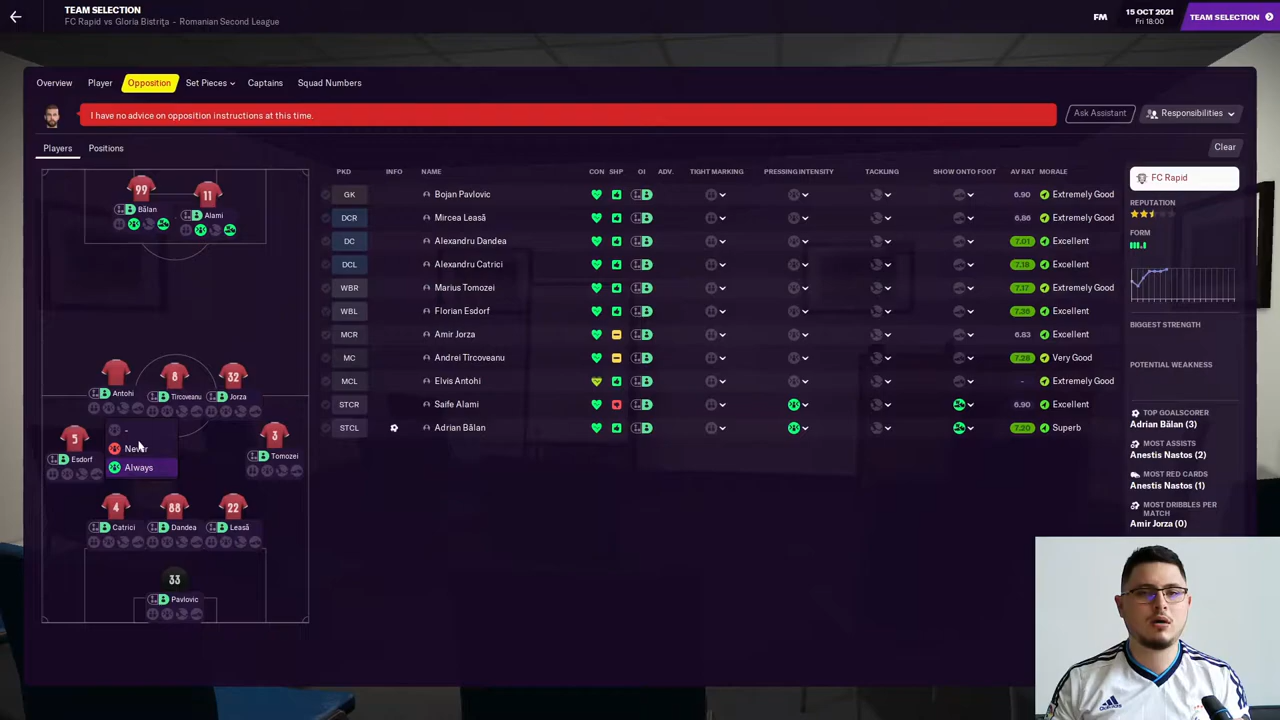 TEAM SELECTION
FC Rapid vs Gloria Bistriţa - Romanian Second League
FM
15 OCT 2021
Fri 18:00
TEAM SELECTION
Overview
Player
Opposition
Set Pieces
Captains
Squad Numbers
I have no advice on opposition instructions at this time.
Ask Assistant
Responsibilities
Players
Positions
Clear
99
11
Bălan
Alami
8
32
Antohi
Tîrcoveanu
Jorza
-
Never
Always
5
3
Esdorf
Tomozei
4
88
22
Catrici
Dandea
Leasă
33
Pavlovic
PKD INFO NAME CON SHP OI ADV. TIGHT MARKING PRESSING INTENSITY TACKLING SHOW ONTO FOOT AV RAT MORALE
GK Bojan Pavlovic 6.90 Extremely Good
DCR Mircea Leasă 6.86 Extremely Good
DC Alexandru Dandea 7.01 Excellent
DCL Alexandru Catrici 7.18 Excellent
WBR Marius Tomozei 7.17 Extremely Good
WBL Florian Esdorf 7.36 Extremely Good
MCR Amir Jorza 6.83 Excellent
MC Andrei Tîrcoveanu 7.28 Very Good
MCL Elvis Antohi - Extremely Good
STCR Saife Alami 6.90 Excellent
STCL Adrian Bălan 7.20 Superb
FC Rapid
REPUTATION
FORM
BIGGEST STRENGTH
POTENTIAL WEAKNESS
TOP GOALSCORER
Adrian Bălan (3)
MOST ASSISTS
Anestis Nastos (2)
MOST RED CARDS
Anestis Nastos (1)
MOST DRIBBLES PER
MATCH
Amir Jorza (0)
adidas